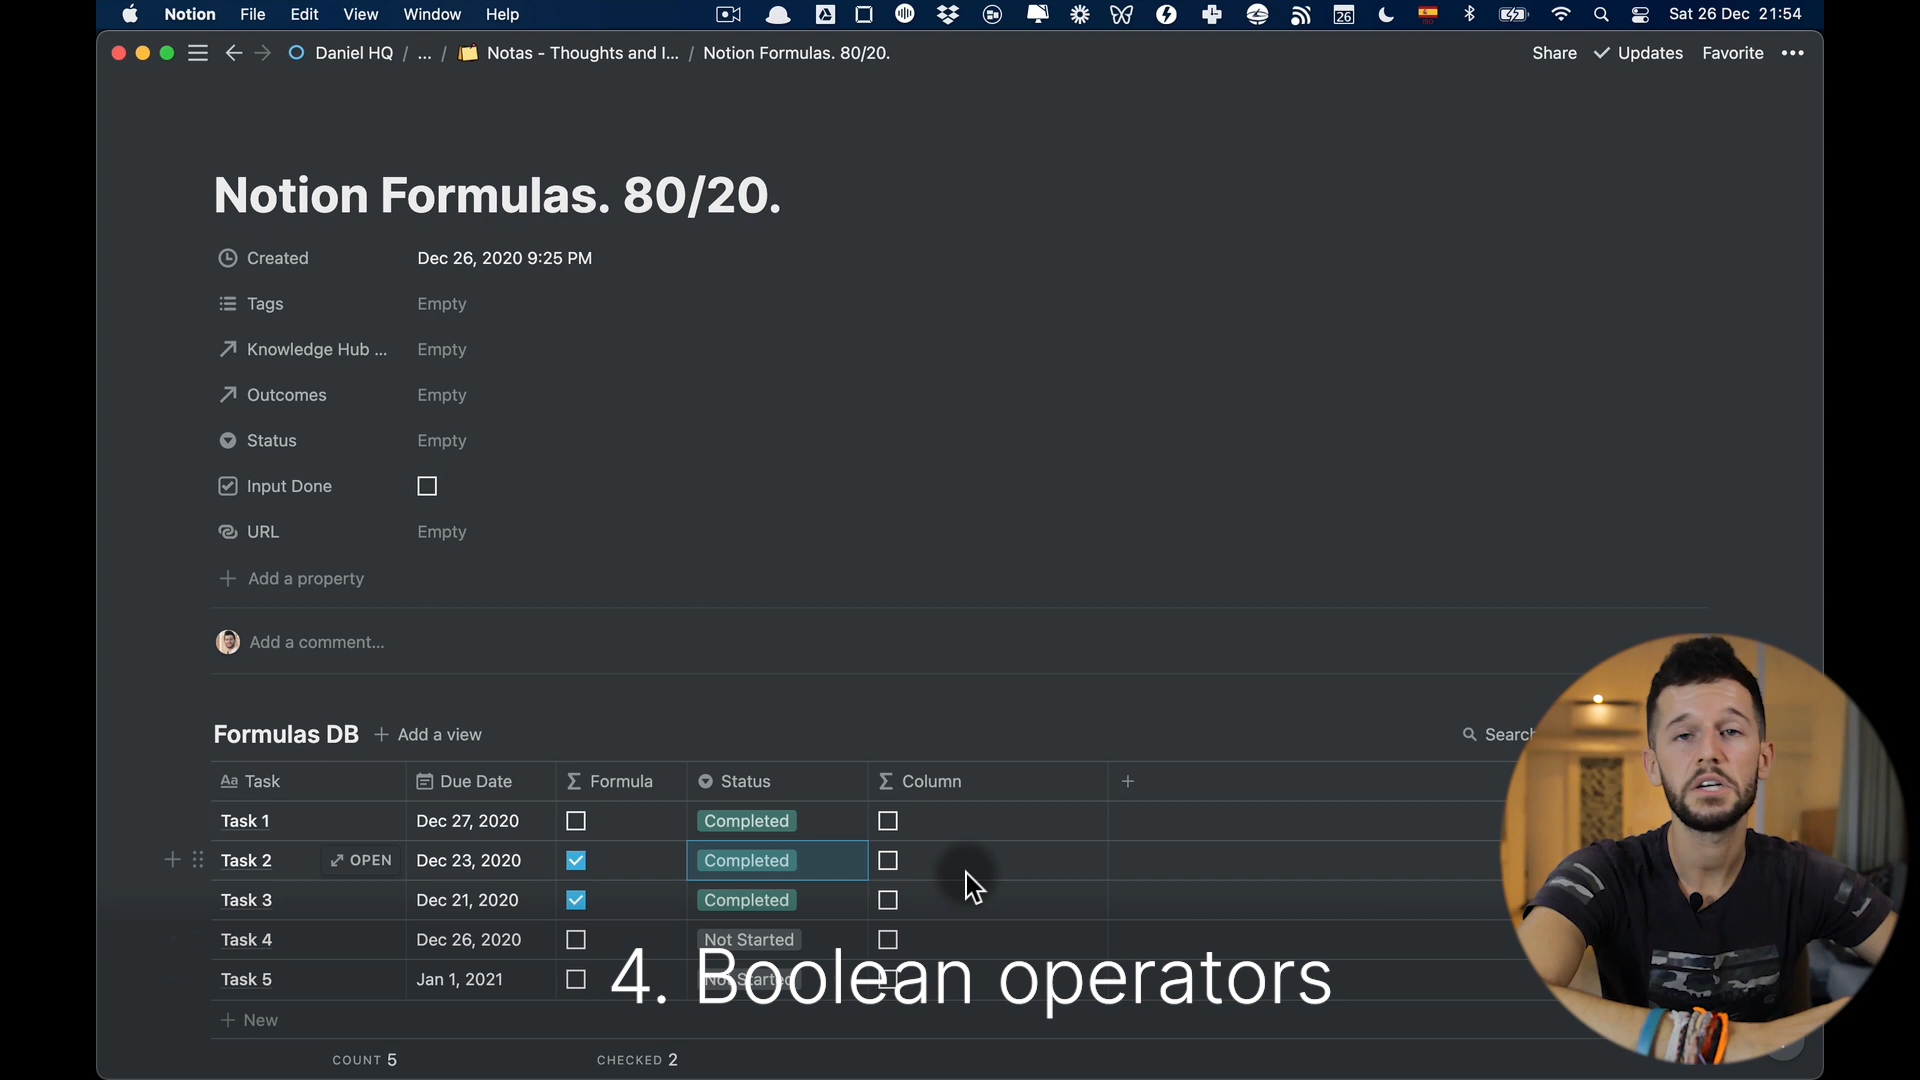 Notion File Edit View Window Help 26 Sat 26 Dec 21:54
Daniel HQ / ... / Notas - Thoughts and I... / Notion Formulas. 80/20. Share Updates Favorite
Notion Formulas. 80/20.
Created Dec 26, 2020 9:25 PM
Tags Empty
Knowledge Hub ... Empty
Outcomes Empty
Status Empty
Input Done
URL Empty
Add a property
Add a comment...
Formulas DB Add a view Search
Aa Task Due Date Σ Formula Status Σ Column
Task 1 Dec 27, 2020 Completed
Task 2 OPEN Dec 23, 2020 Completed
Task 3 Dec 21, 2020 Completed
Task 4 Dec 26, 2020 Not Started
Task 5 Jan 1, 2021 Not Started
4. Boolean operators
New
COUNT 5 CHECKED 2